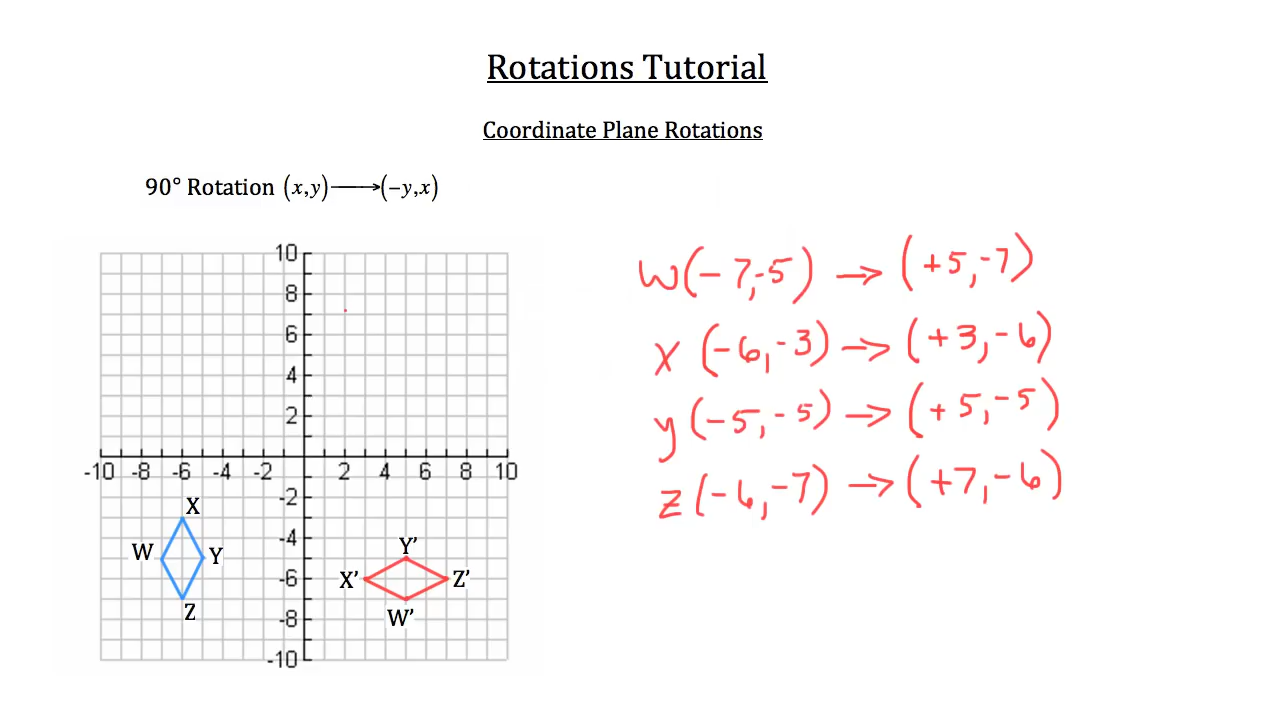 Rotations Tutorial
Coordinate Plane Rotations
90° Rotation (x,y)⟶(−y,x)
W(-7,-5) → (+5,-7)
X (-6,-3) → (+3,-6)
y (-5,-5) → (+5,-5)
Z (-6,-7) → (+7,-6)
10
8
6
4
2
-10 -8 -6 -4 -2 2 4 6 8 10
-2
X
-4
W Y Y'
-6 X' Z'
Z
-8 W'
-10